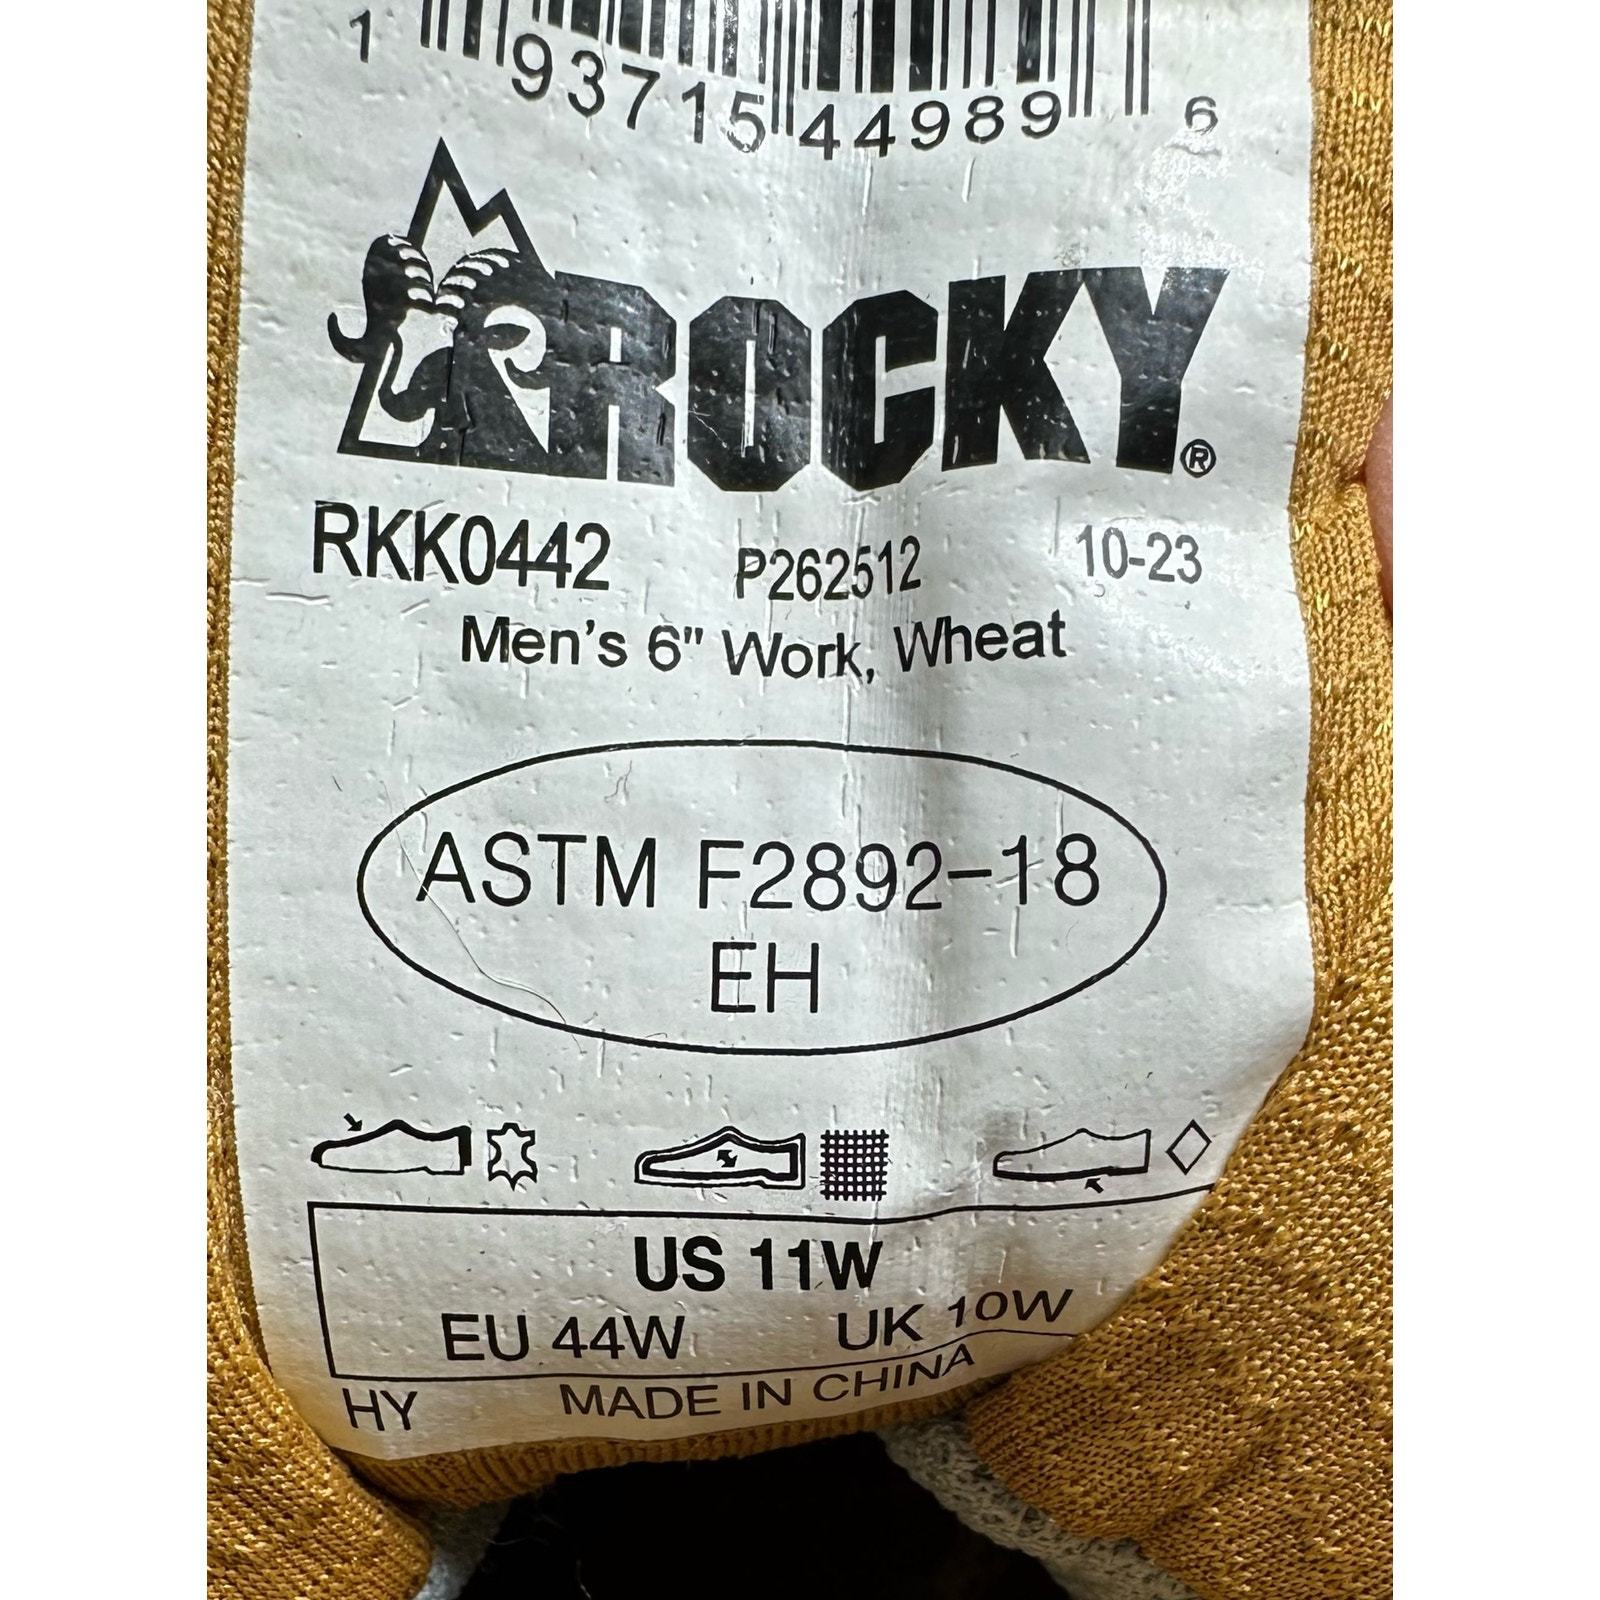 1 93715 44989 6
ROCKY®
RKK0442 P262512 10-23
Men's 6" Work, Wheat
ASTM F2892-18
EH
US 11W
EU 44W UK 10W
HY MADE IN CHINA